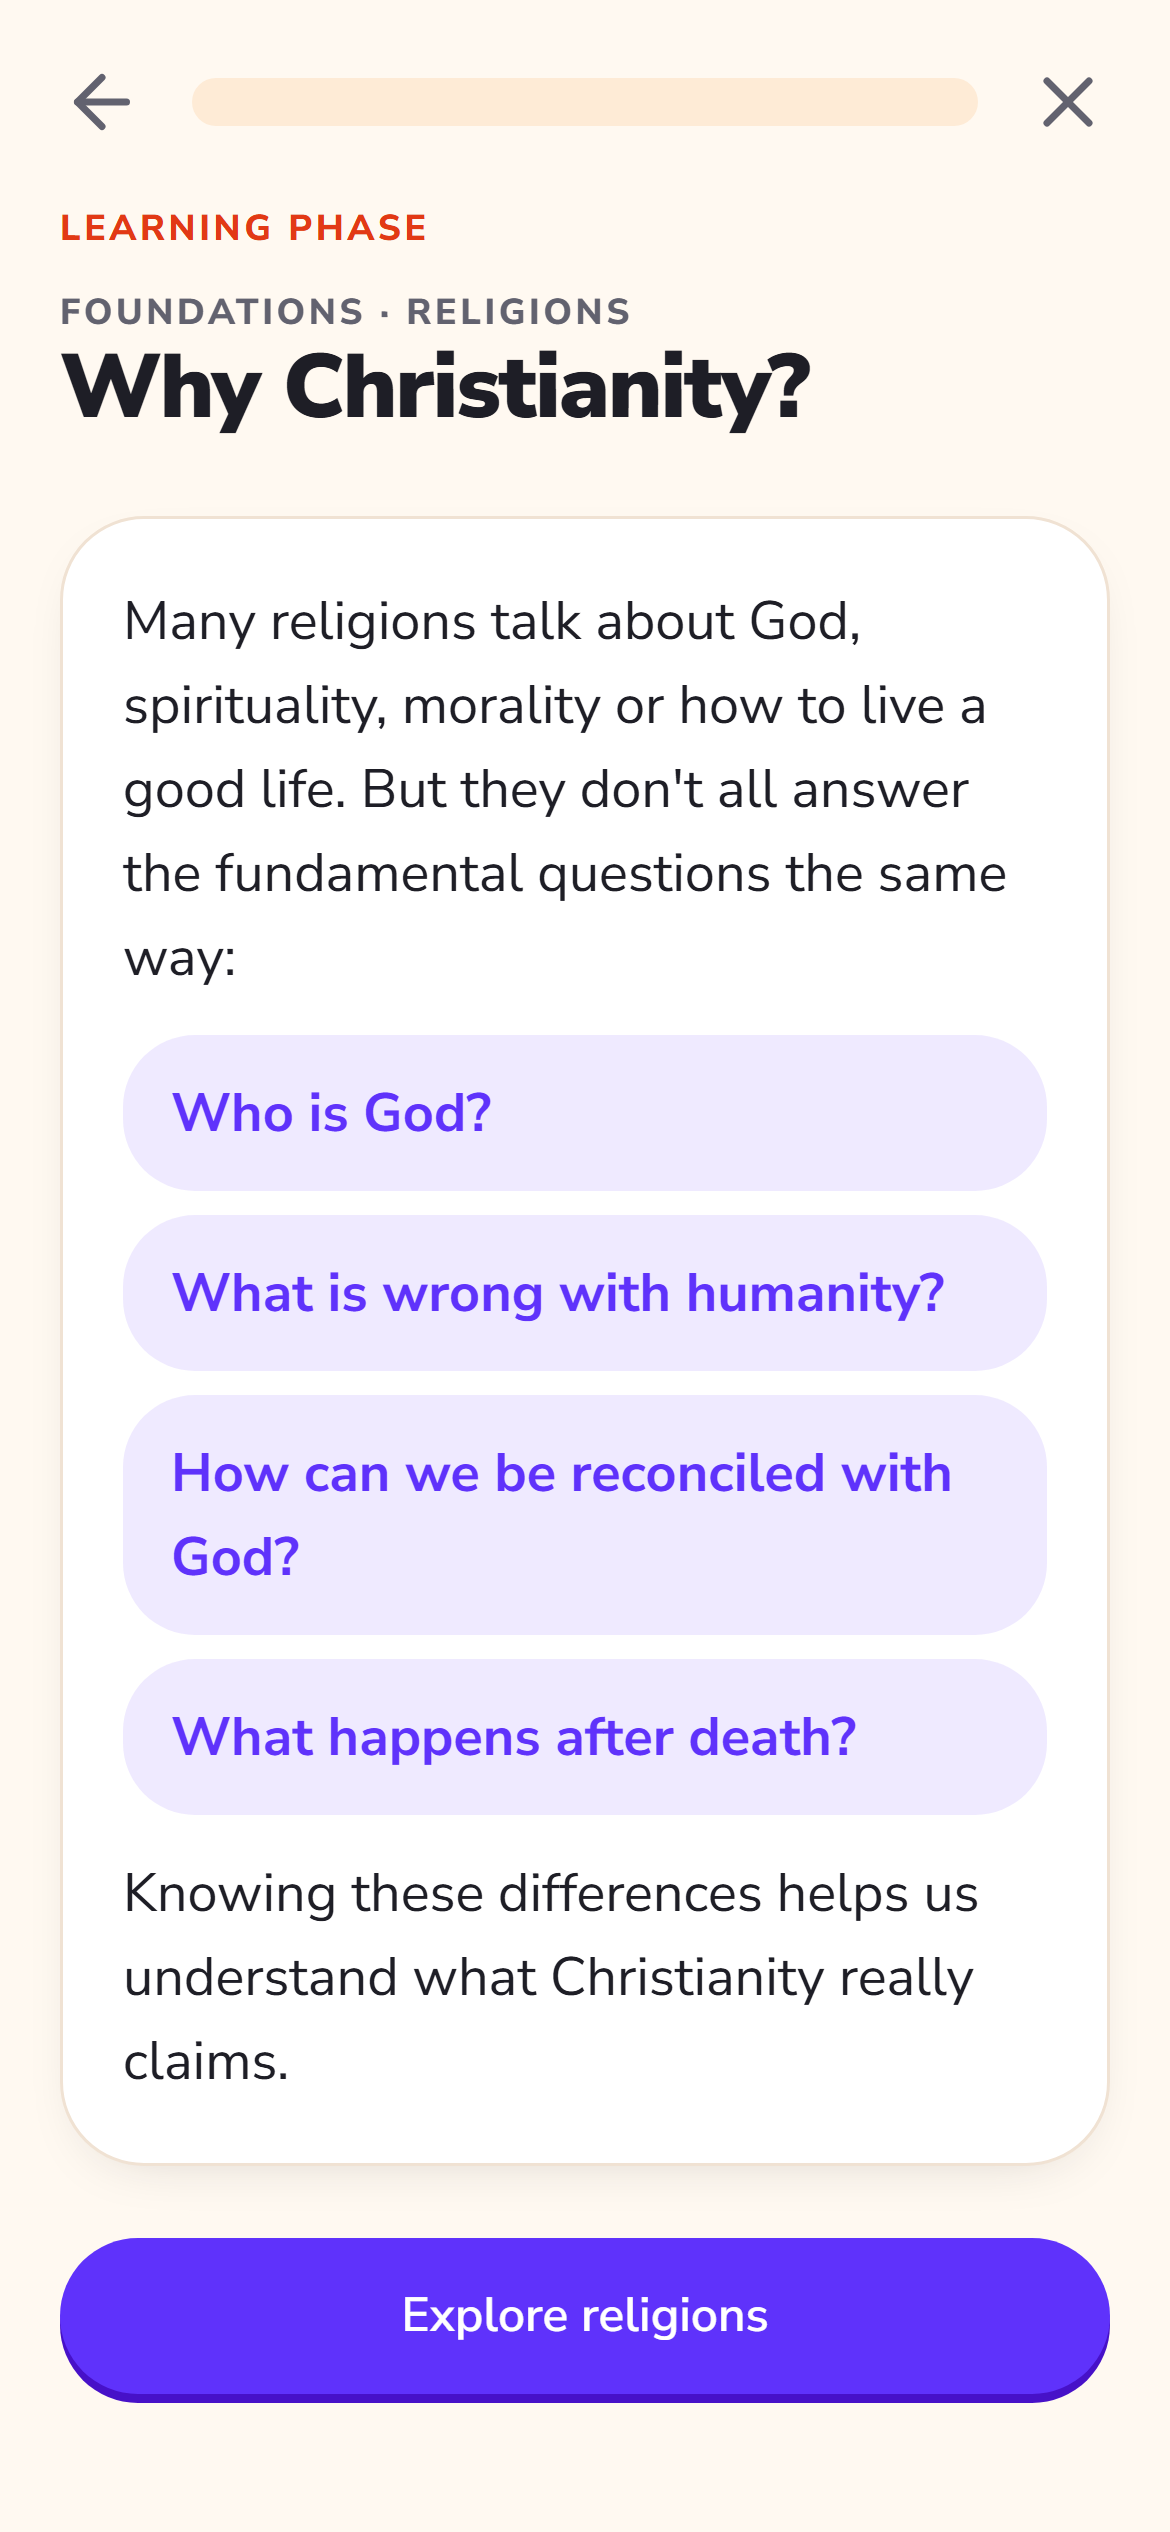 LEARNING PHASE
FOUNDATIONS · RELIGIONS
Why Christianity?
Many religions talk about God,
spirituality, morality or how to live a
good life. But they don't all answer
the fundamental questions the same
way:
Who is God?
What is wrong with humanity?
How can we be reconciled with
God?
What happens after death?
Knowing these differences helps us
understand what Christianity really
claims.
Explore religions